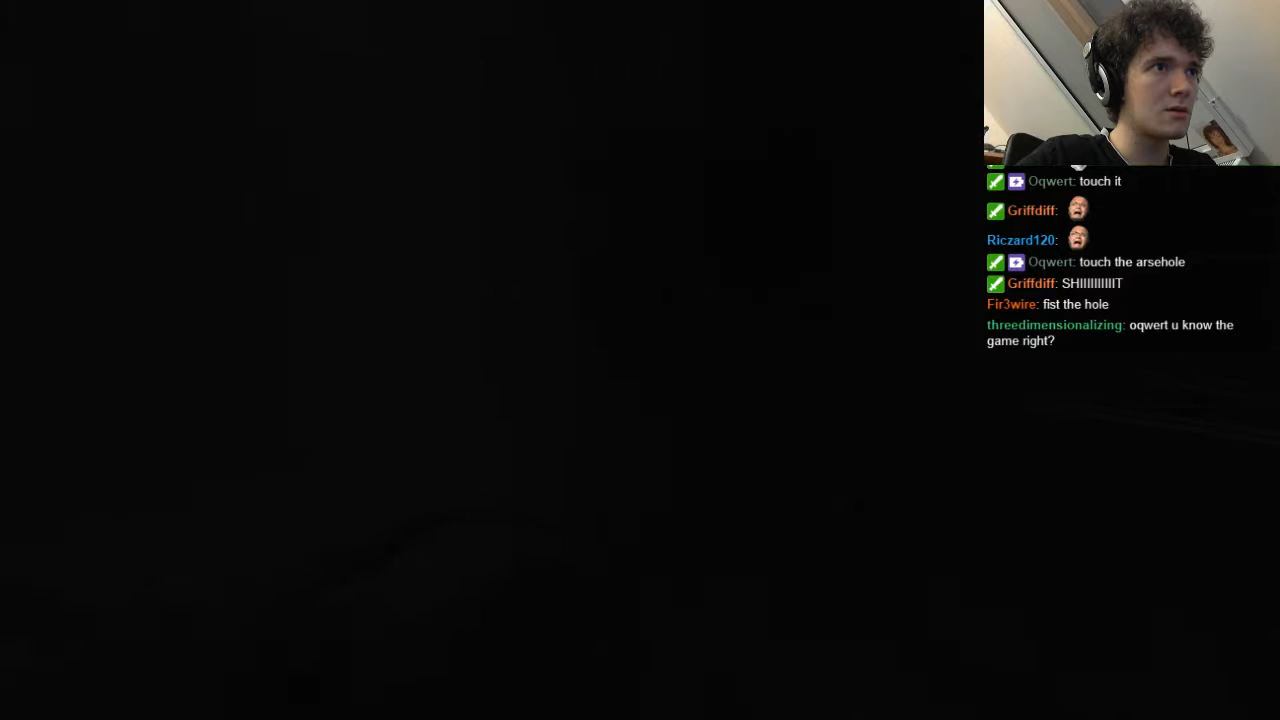 Oqwert: touch it
Griffdiff:
Riczard120:
Oqwert: touch the arsehole
Griffdiff: SHIIIIIIIIIIT
Fir3wire: fist the hole
threedimensionalizing: oqwert u know the
game right?